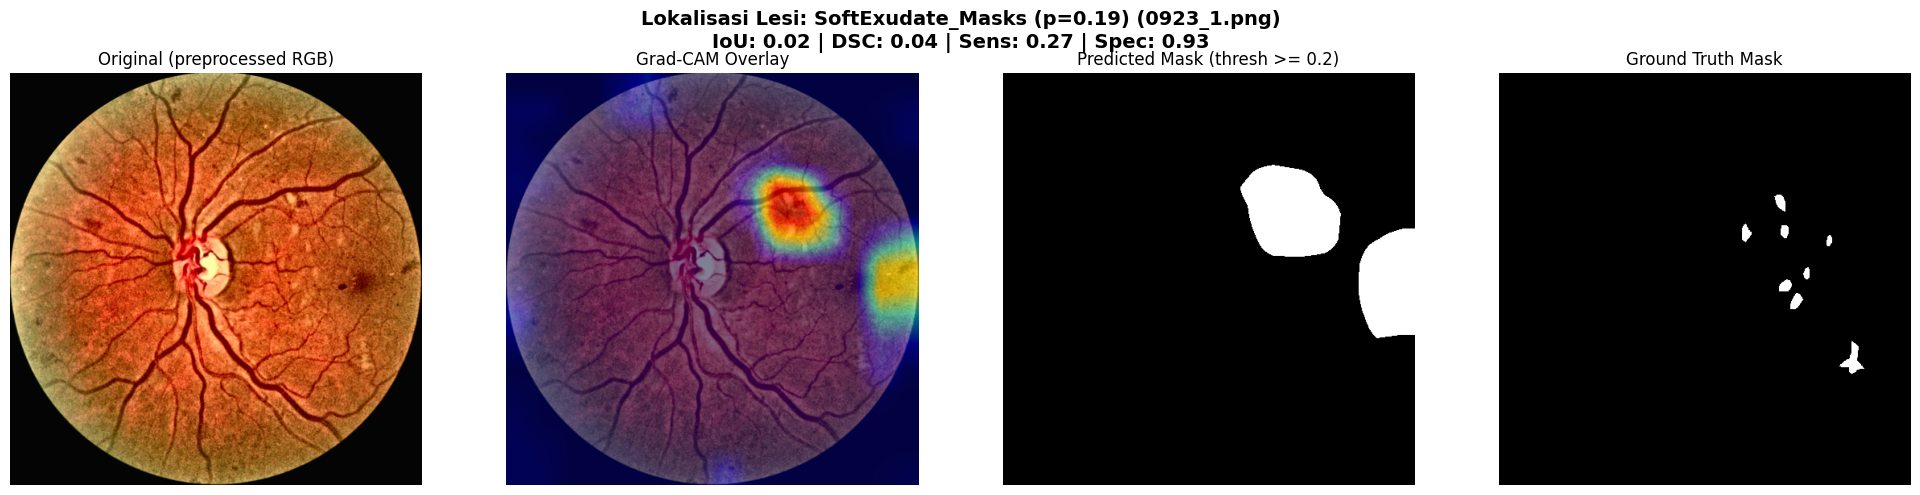 Lokalisasi Lesi: SoftExudate_Masks (p=0.19) (0923_1.png)
IoU: 0.02 | DSC: 0.04 | Sens: 0.27 | Spec: 0.93
Original (preprocessed RGB)
Grad-CAM Overlay
Predicted Mask (thresh >= 0.2)
Ground Truth Mask